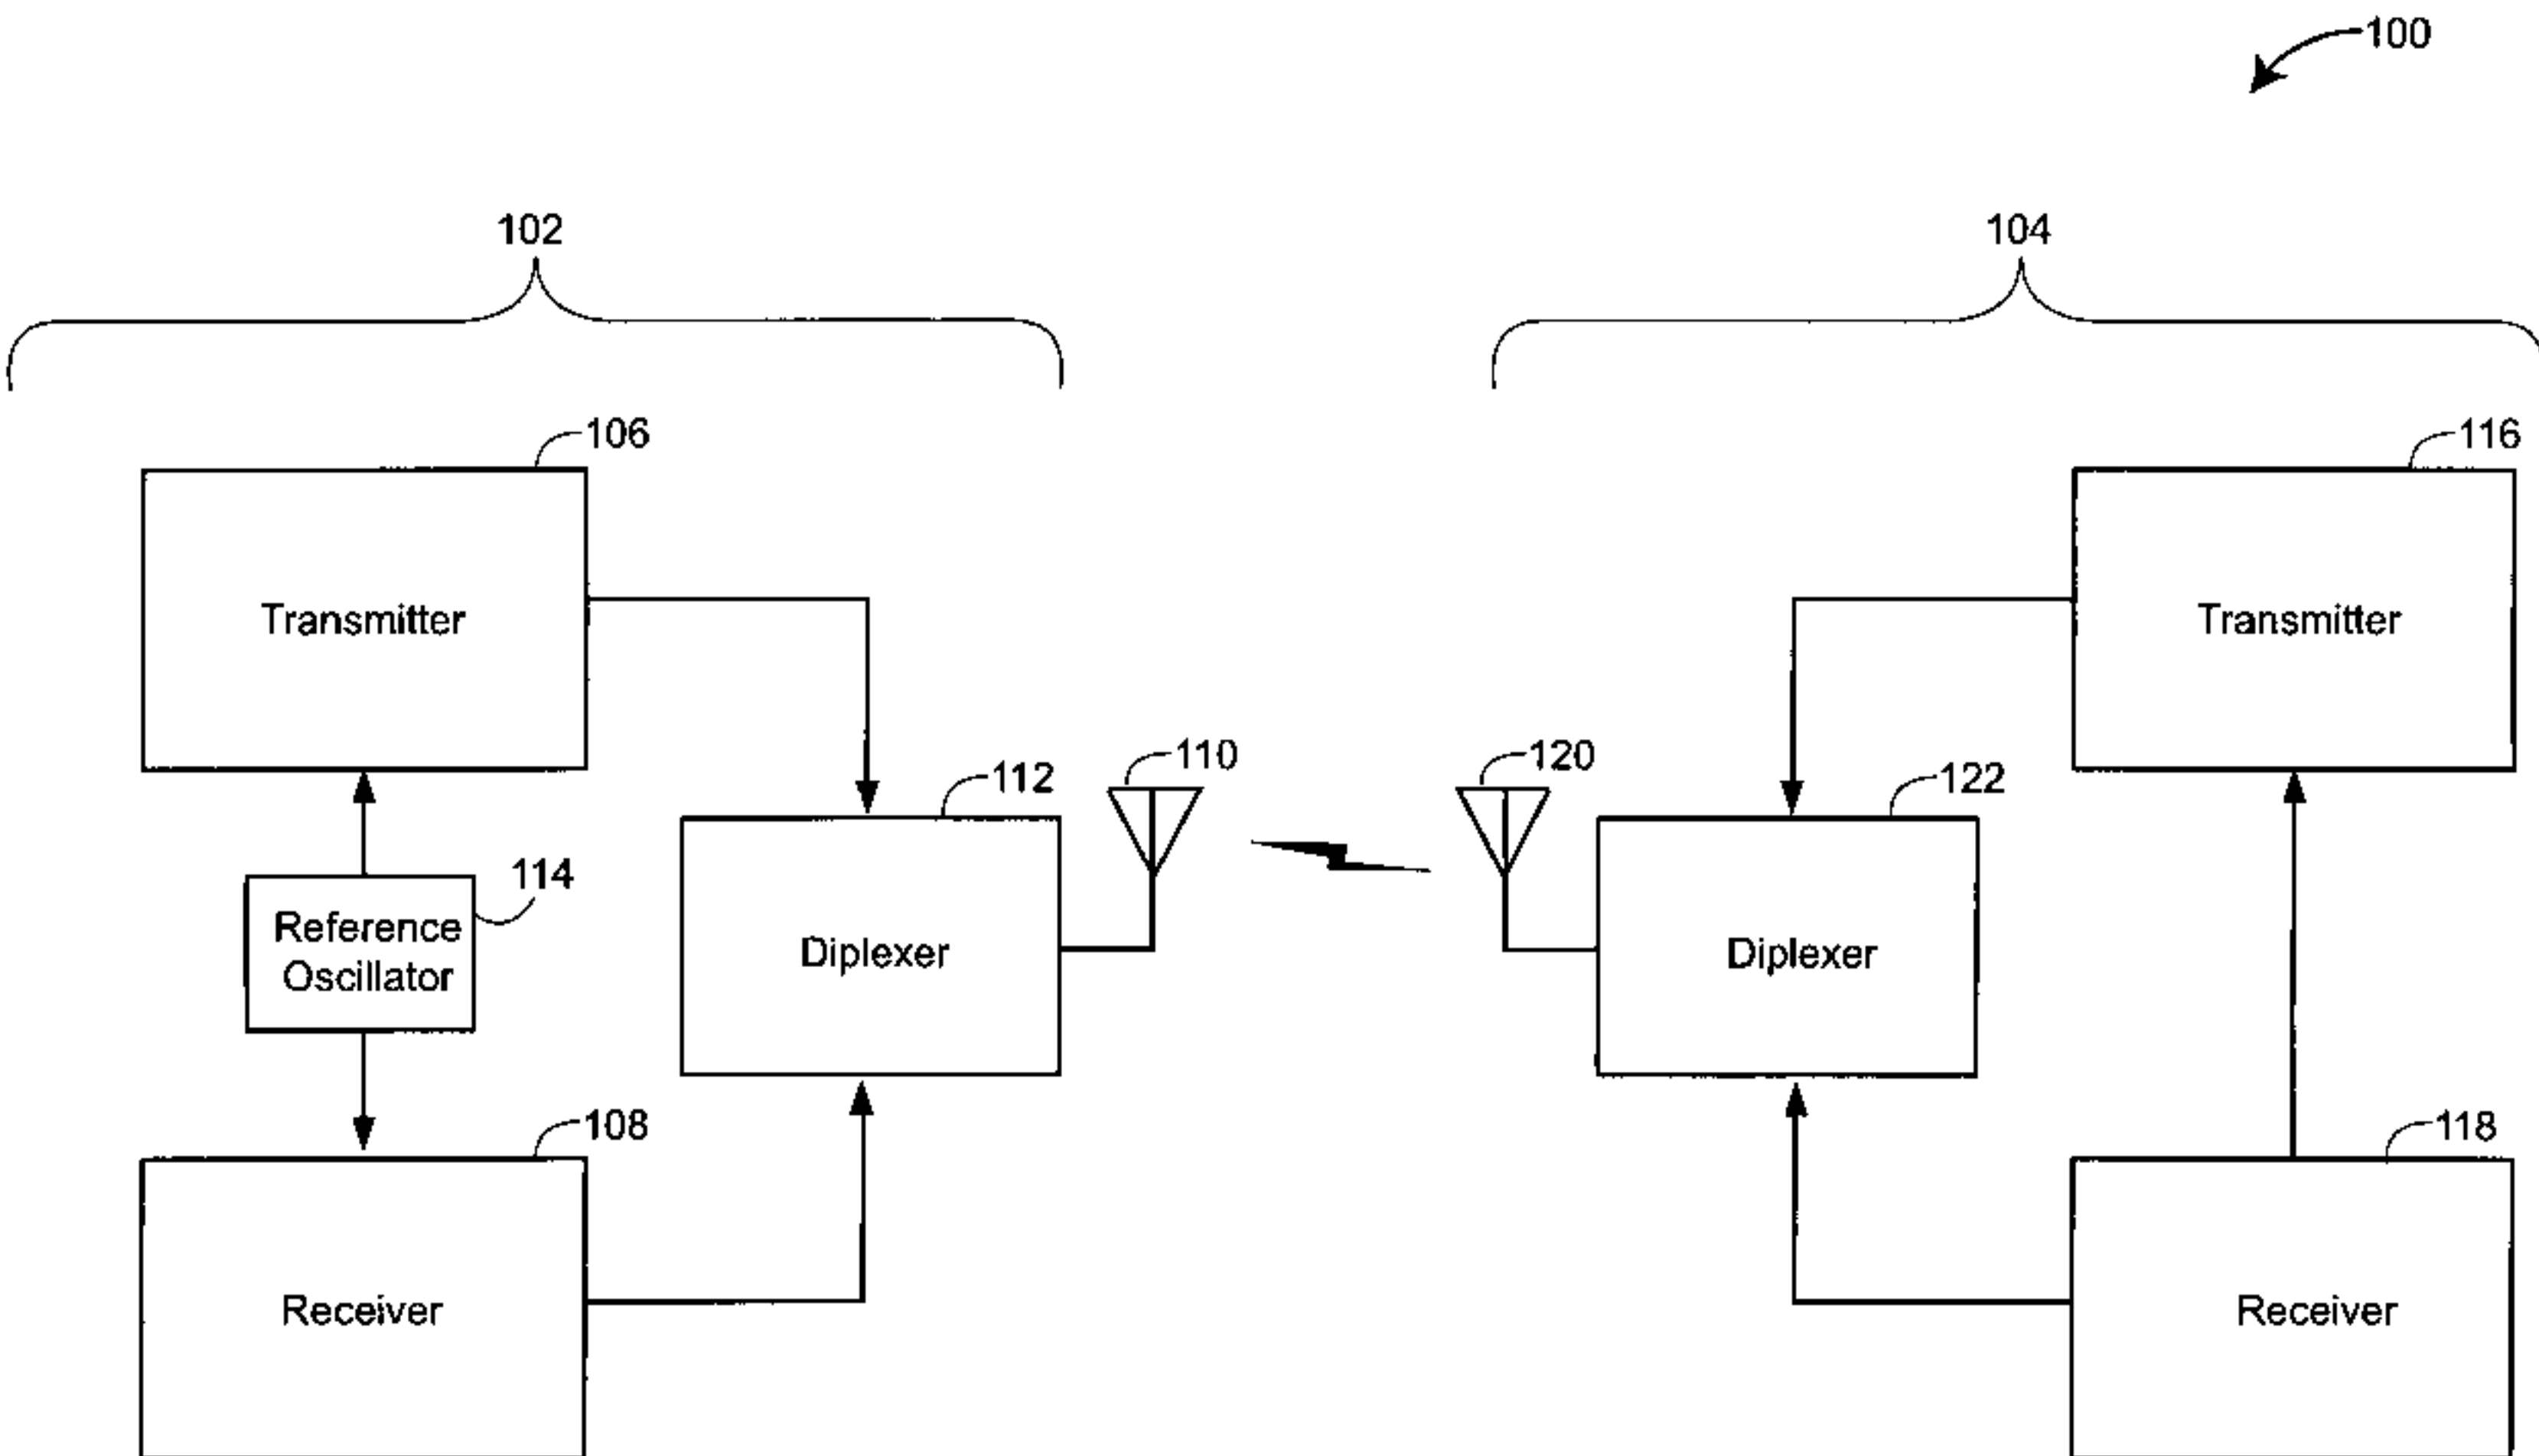 100
102
104
106
116
Transmitter
Transmitter
110
120
112
122
114
Reference
Oscillator
Diplexer
Diplexer
108
118
Receiver
Receiver